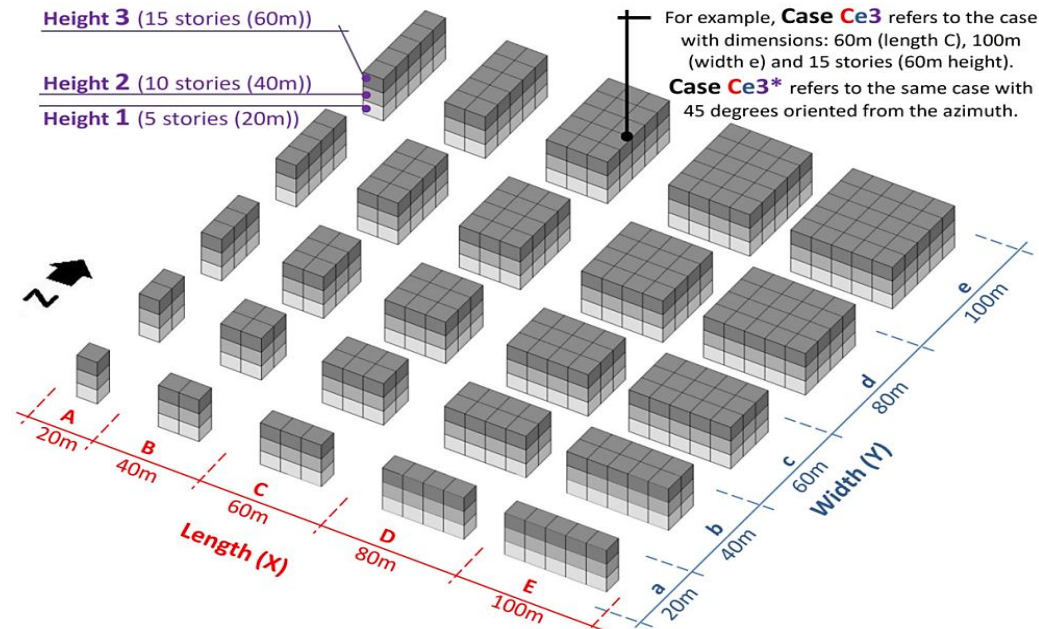 Height 3 (15 stories (60m))
Height 2 (10 stories (40m))
Height 1 (5 stories (20m))
For example, Case Ce3 refers to the case
with dimensions: 60m (length C), 100m
(width e) and 15 stories (60m height).
Case Ce3* refers to the same case with
45 degrees oriented from the azimuth.
N
A
20m
B
40m
C
60m
D
80m
E
100m
Length (X)
a
20m
b
40m
c
60m
d
80m
e
100m
Width (Y)